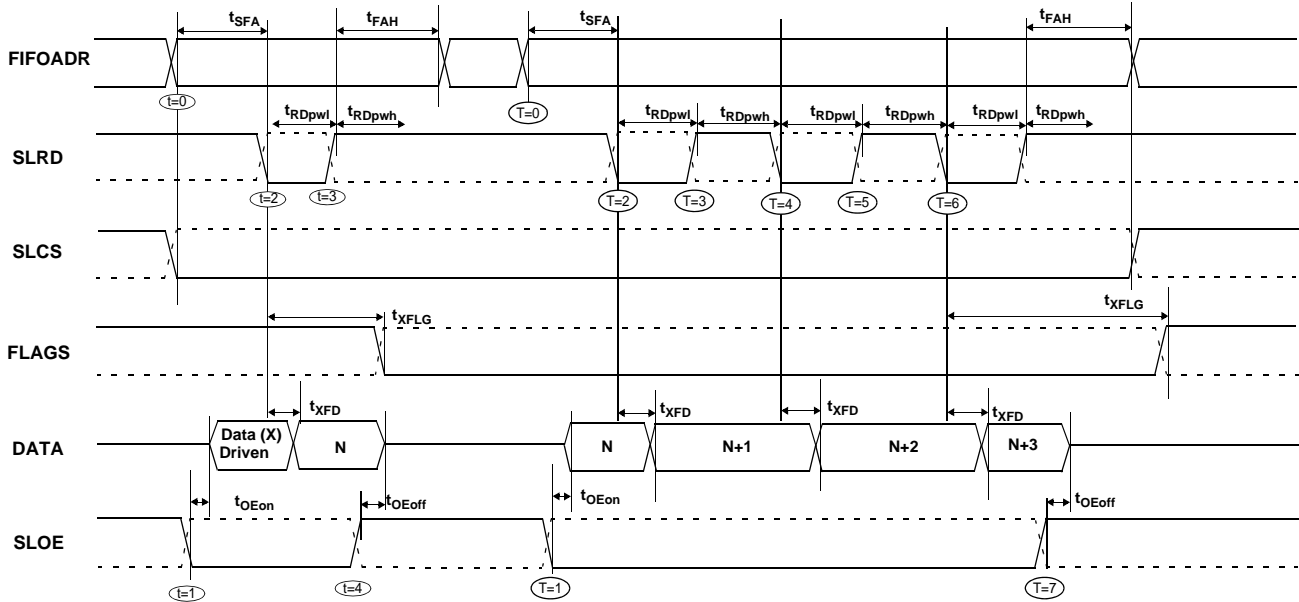 tSFA tFAH tSFA tFAH
FIFOADR
t=0 T=0
tRDpwl tRDpwh tRDpwl tRDpwh tRDpwl tRDpwh tRDpwl tRDpwh
SLRD
t=2 t=3 T=2 T=3 T=4 T=5 T=6
SLCS
tXFLG tXFLG
FLAGS
tXFD tXFD tXFD tXFD
DATA
Data (X)
Driven
N N N+1 N+2 N+3
tOEon tOEoff tOEon tOEoff
SLOE
t=1 t=4 T=1 T=7